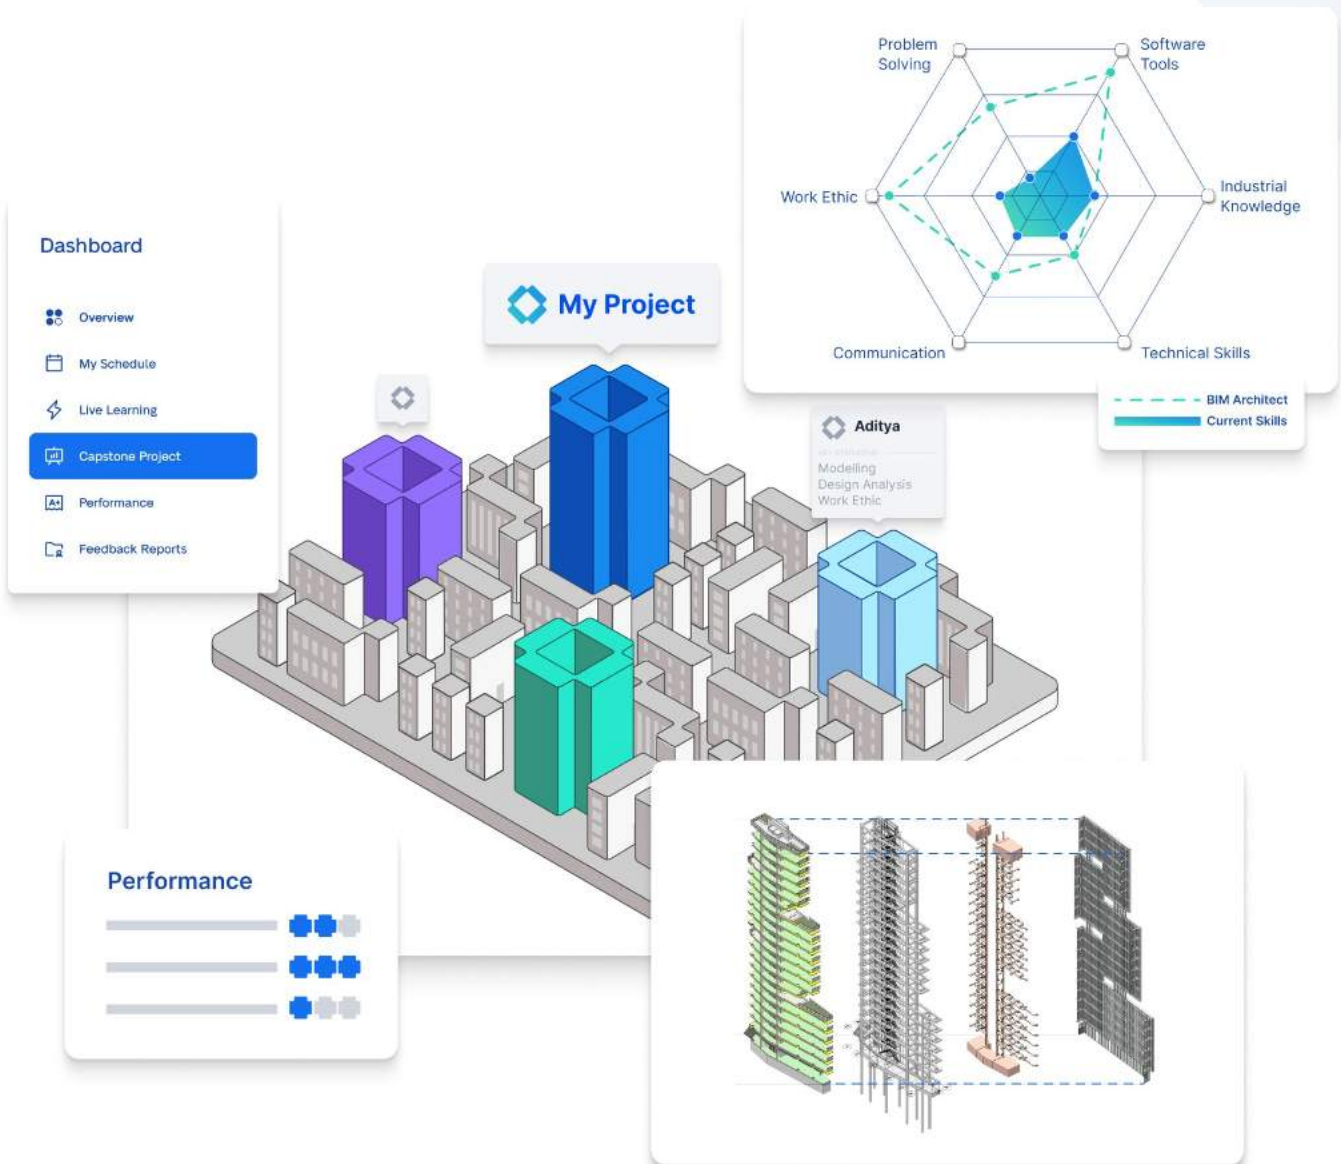 Problem
Solving
Software
Tools
Work Ethic
Industrial
Knowledge
Communication
Technical Skills
BIM Architect
Current Skills
Dashboard
Overview
My Schedule
Live Learning
Capstone Project
A+
Performance
Feedback Reports
My Project
Aditya
Modelling
Design Analysis
Work Ethic
Performance